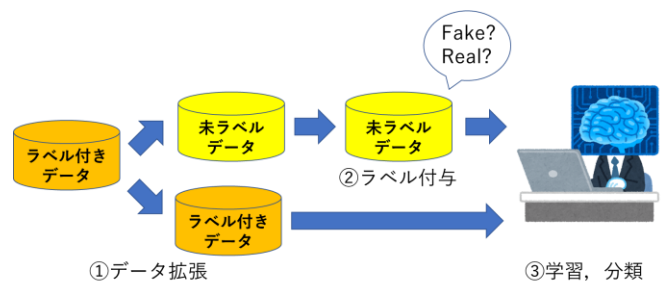 Fake?
Real?
ラベル付き
データ
未ラベル
データ
未ラベル
データ
②ラベル付与
ラベル付き
データ
①データ拡張
③学習，分類